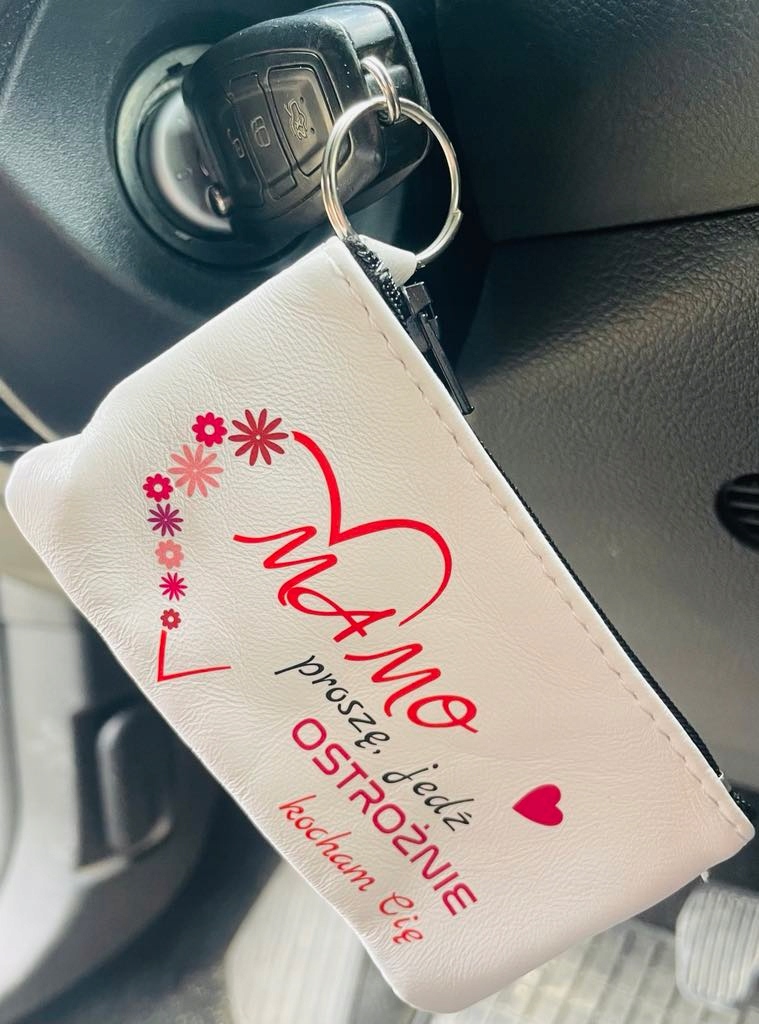 MAMO
proszę, jedź
OSTROŻNIE
kocham Cię